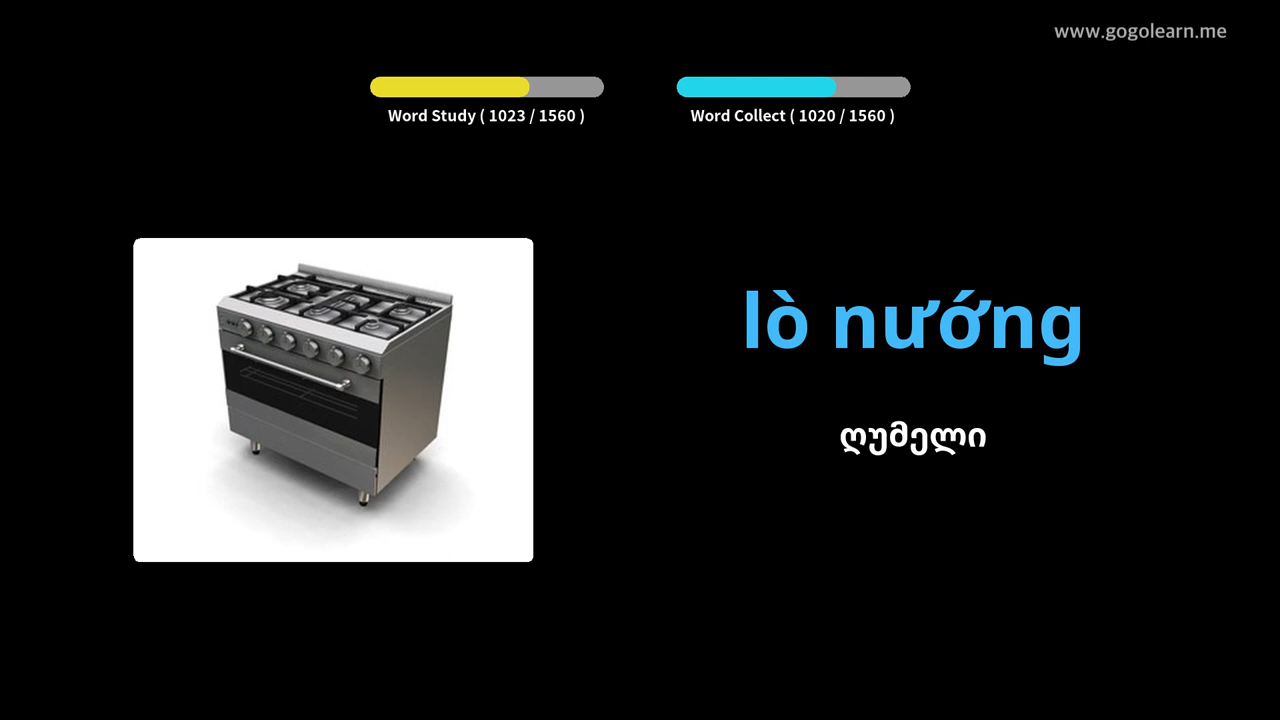 www.gogolearn.me
Word Study ( 1023 / 1560 )
Word Collect ( 1020 / 1560 )
lò nướng
ღუმელი